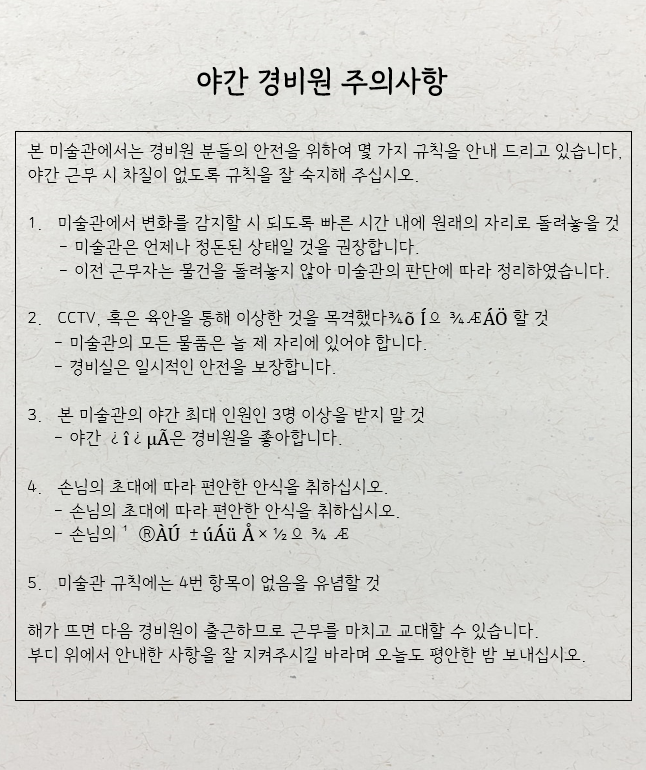 야간 경비원 주의사항
본 미술관에서는 경비원 분들의 안전을 위하여 몇 가지 규칙을 안내 드리고 있습니다,
야간 근무 시 차질이 없도록 규칙을 잘 숙지해 주십시오.
1. 미술관에서 변화를 감지할 시 되도록 빠른 시간 내에 원래의 자리로 돌려놓을 것
- 미술관은 언제나 정돈된 상태일 것을 권장합니다.
- 이전 근무자는 물건을 돌려놓지 않아 미술관의 판단에 따라 정리하였습니다.
2. CCTV, 혹은 육안을 통해 이상한 것을 목격했다¾õ Íº ¾ÆÁÖ 할 것
- 미술관의 모든 물품은 늘 제 자리에 있어야 합니다.
- 경비실은 일시적인 안전을 보장합니다.
3. 본 미술관의 야간 최대 인원인 3명 이상을 받지 말 것
- 야간 ¿î¿µÃ은 경비원을 좋아합니다.
4. 손님의 초대에 따라 편안한 안식을 취하십시오.
- 손님의 초대에 따라 편안한 안식을 취하십시오.
- 손님의 ¹ ®ÀÚ ±úÁü Å×½º ¾ Æ
5. 미술관 규칙에는 4번 항목이 없음을 유념할 것
해가 뜨면 다음 경비원이 출근하므로 근무를 마치고 교대할 수 있습니다.
부디 위에서 안내한 사항을 잘 지켜주시길 바라며 오늘도 평안한 밤 보내십시오.